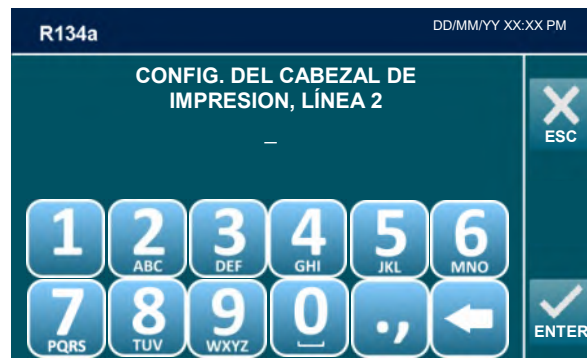 R134a
DD/MM/YY XX:XX PM
CONFIG. DEL CABEZAL DE
IMPRESION, LÍNEA 2
_
ESC
1 2 3 4 5 6
ABC DEF GHI JKL MNO
7 8 9 0 .,
PQRS TUV WXYZ
ENTER